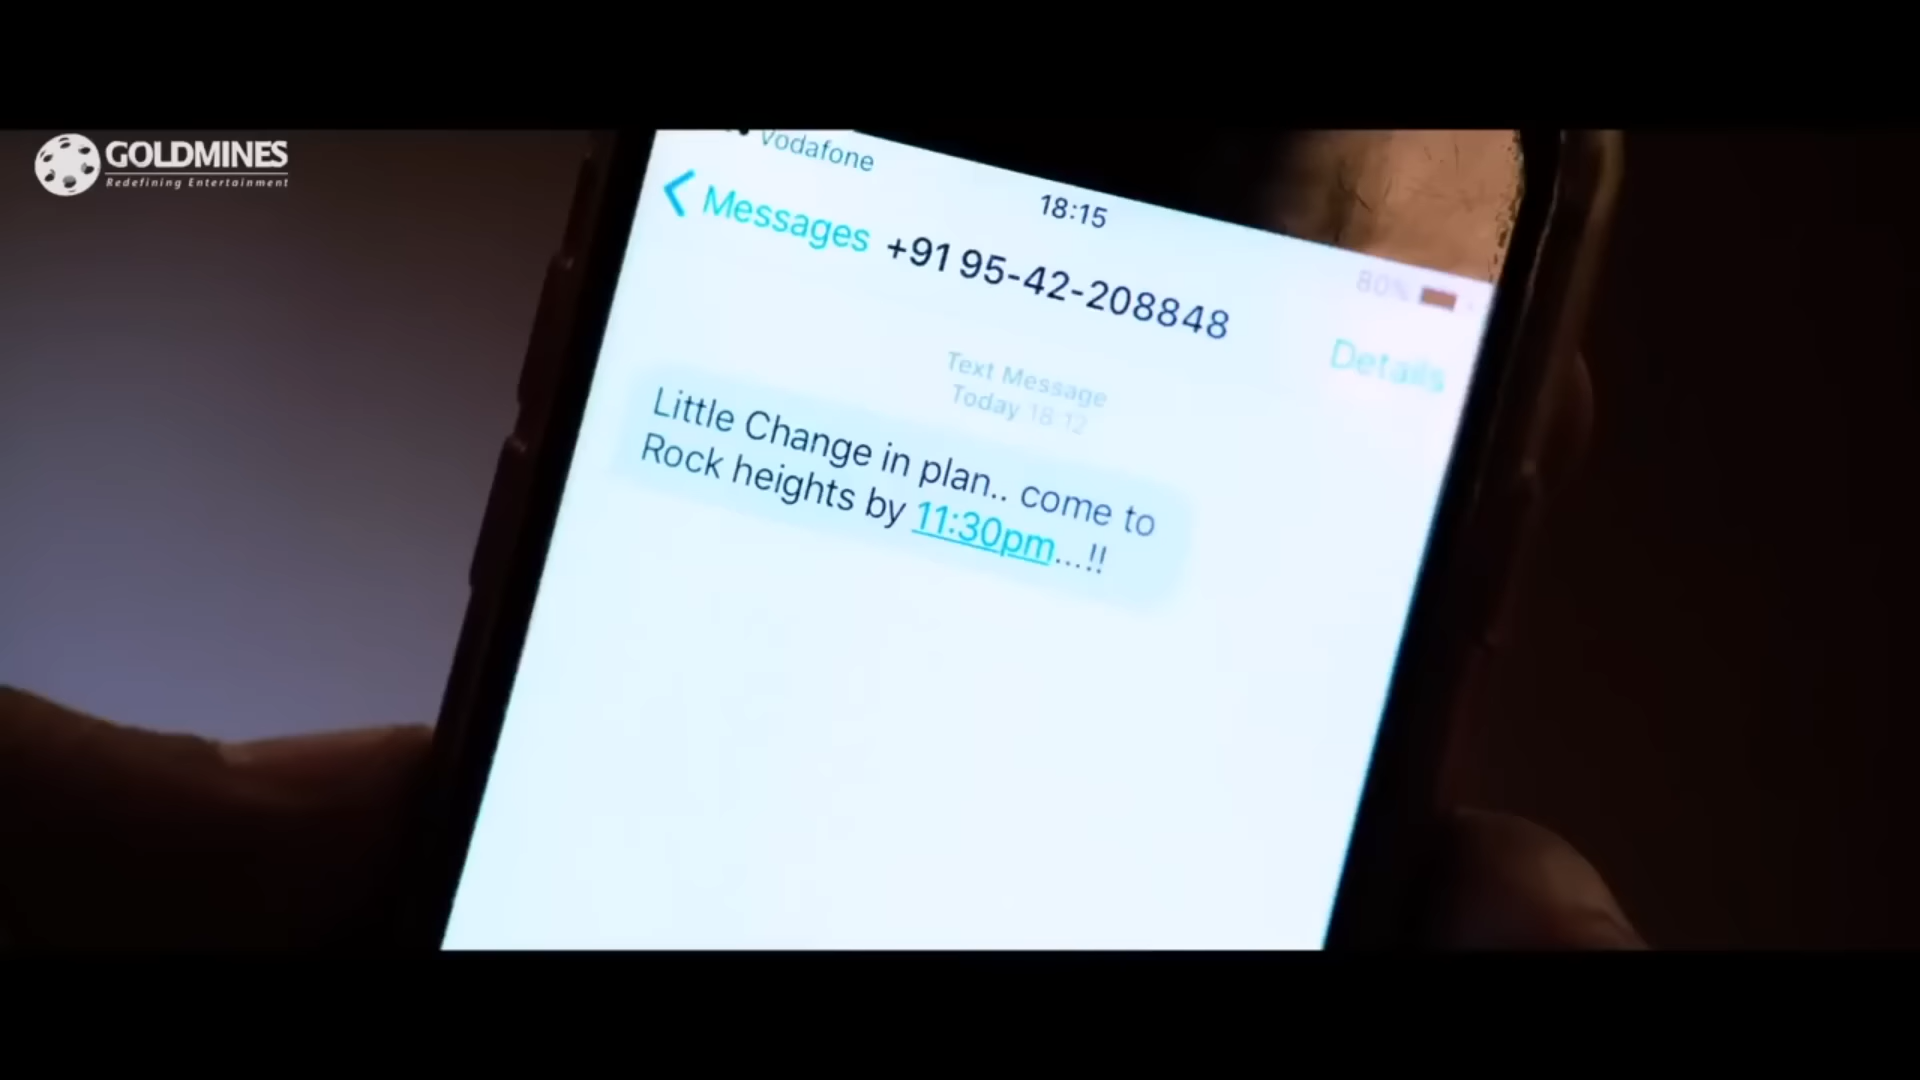 GOLDMINES
Redefining Entertainment
Vodafone
18:15
80%
Messages +91 95-42-208848
Details
Text Message
Today 18:12
Little Change in plan.. come to
Rock heights by 11:30pm...!!